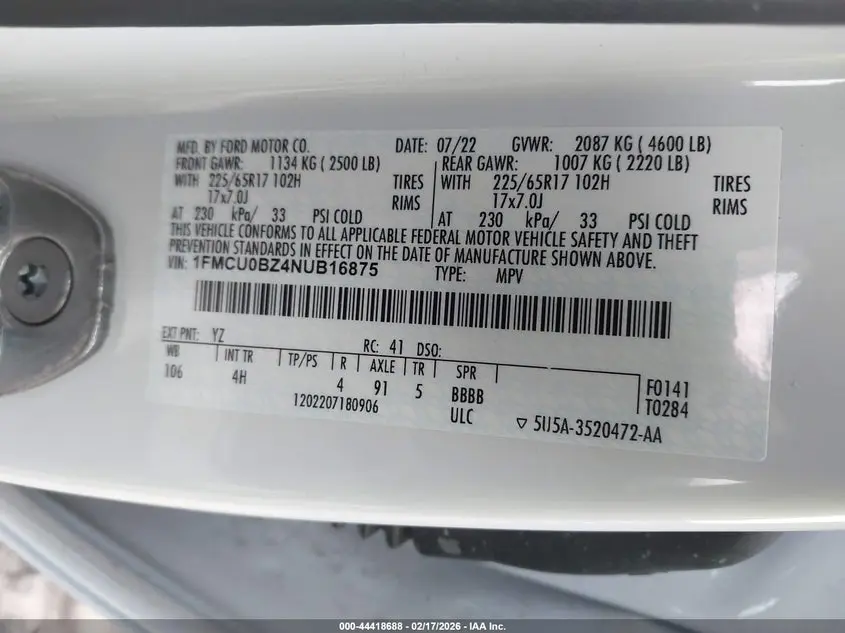 MFD. BY FORD MOTOR CO. DATE: 07/22 GVWR: 2087 KG ( 4600 LB)
FRONT GAWR: 1134 KG ( 2500 LB) REAR GAWR: 1007 KG ( 2220 LB)
WITH 225/65R17 102H TIRES WITH 225/65R17 102H TIRES
17x7.0J RIMS 17x7.0J RIMS
AT 230 kPa/ 33 PSI COLD AT 230 kPa/ 33 PSI COLD
THIS VEHICLE CONFORMS TO ALL APPLICABLE FEDERAL MOTOR VEHICLE SAFETY AND THEFT
PREVENTION STANDARDS IN EFFECT ON THE DATE OF MANUFACTURE SHOWN ABOVE.
VIN: 1FMCU0BZ4NUB16875 TYPE: MPV
EXT PNT: YZ RC: 41 DSO:
WB INT TR TP/PS R AXLE TR SPR F0141
106 4H 4 91 5 BBBB T0284
1202207180906 ULC ▽ 5U5A-3520472-AA
000-44418688 - 02/17/2026 - IAA Inc.